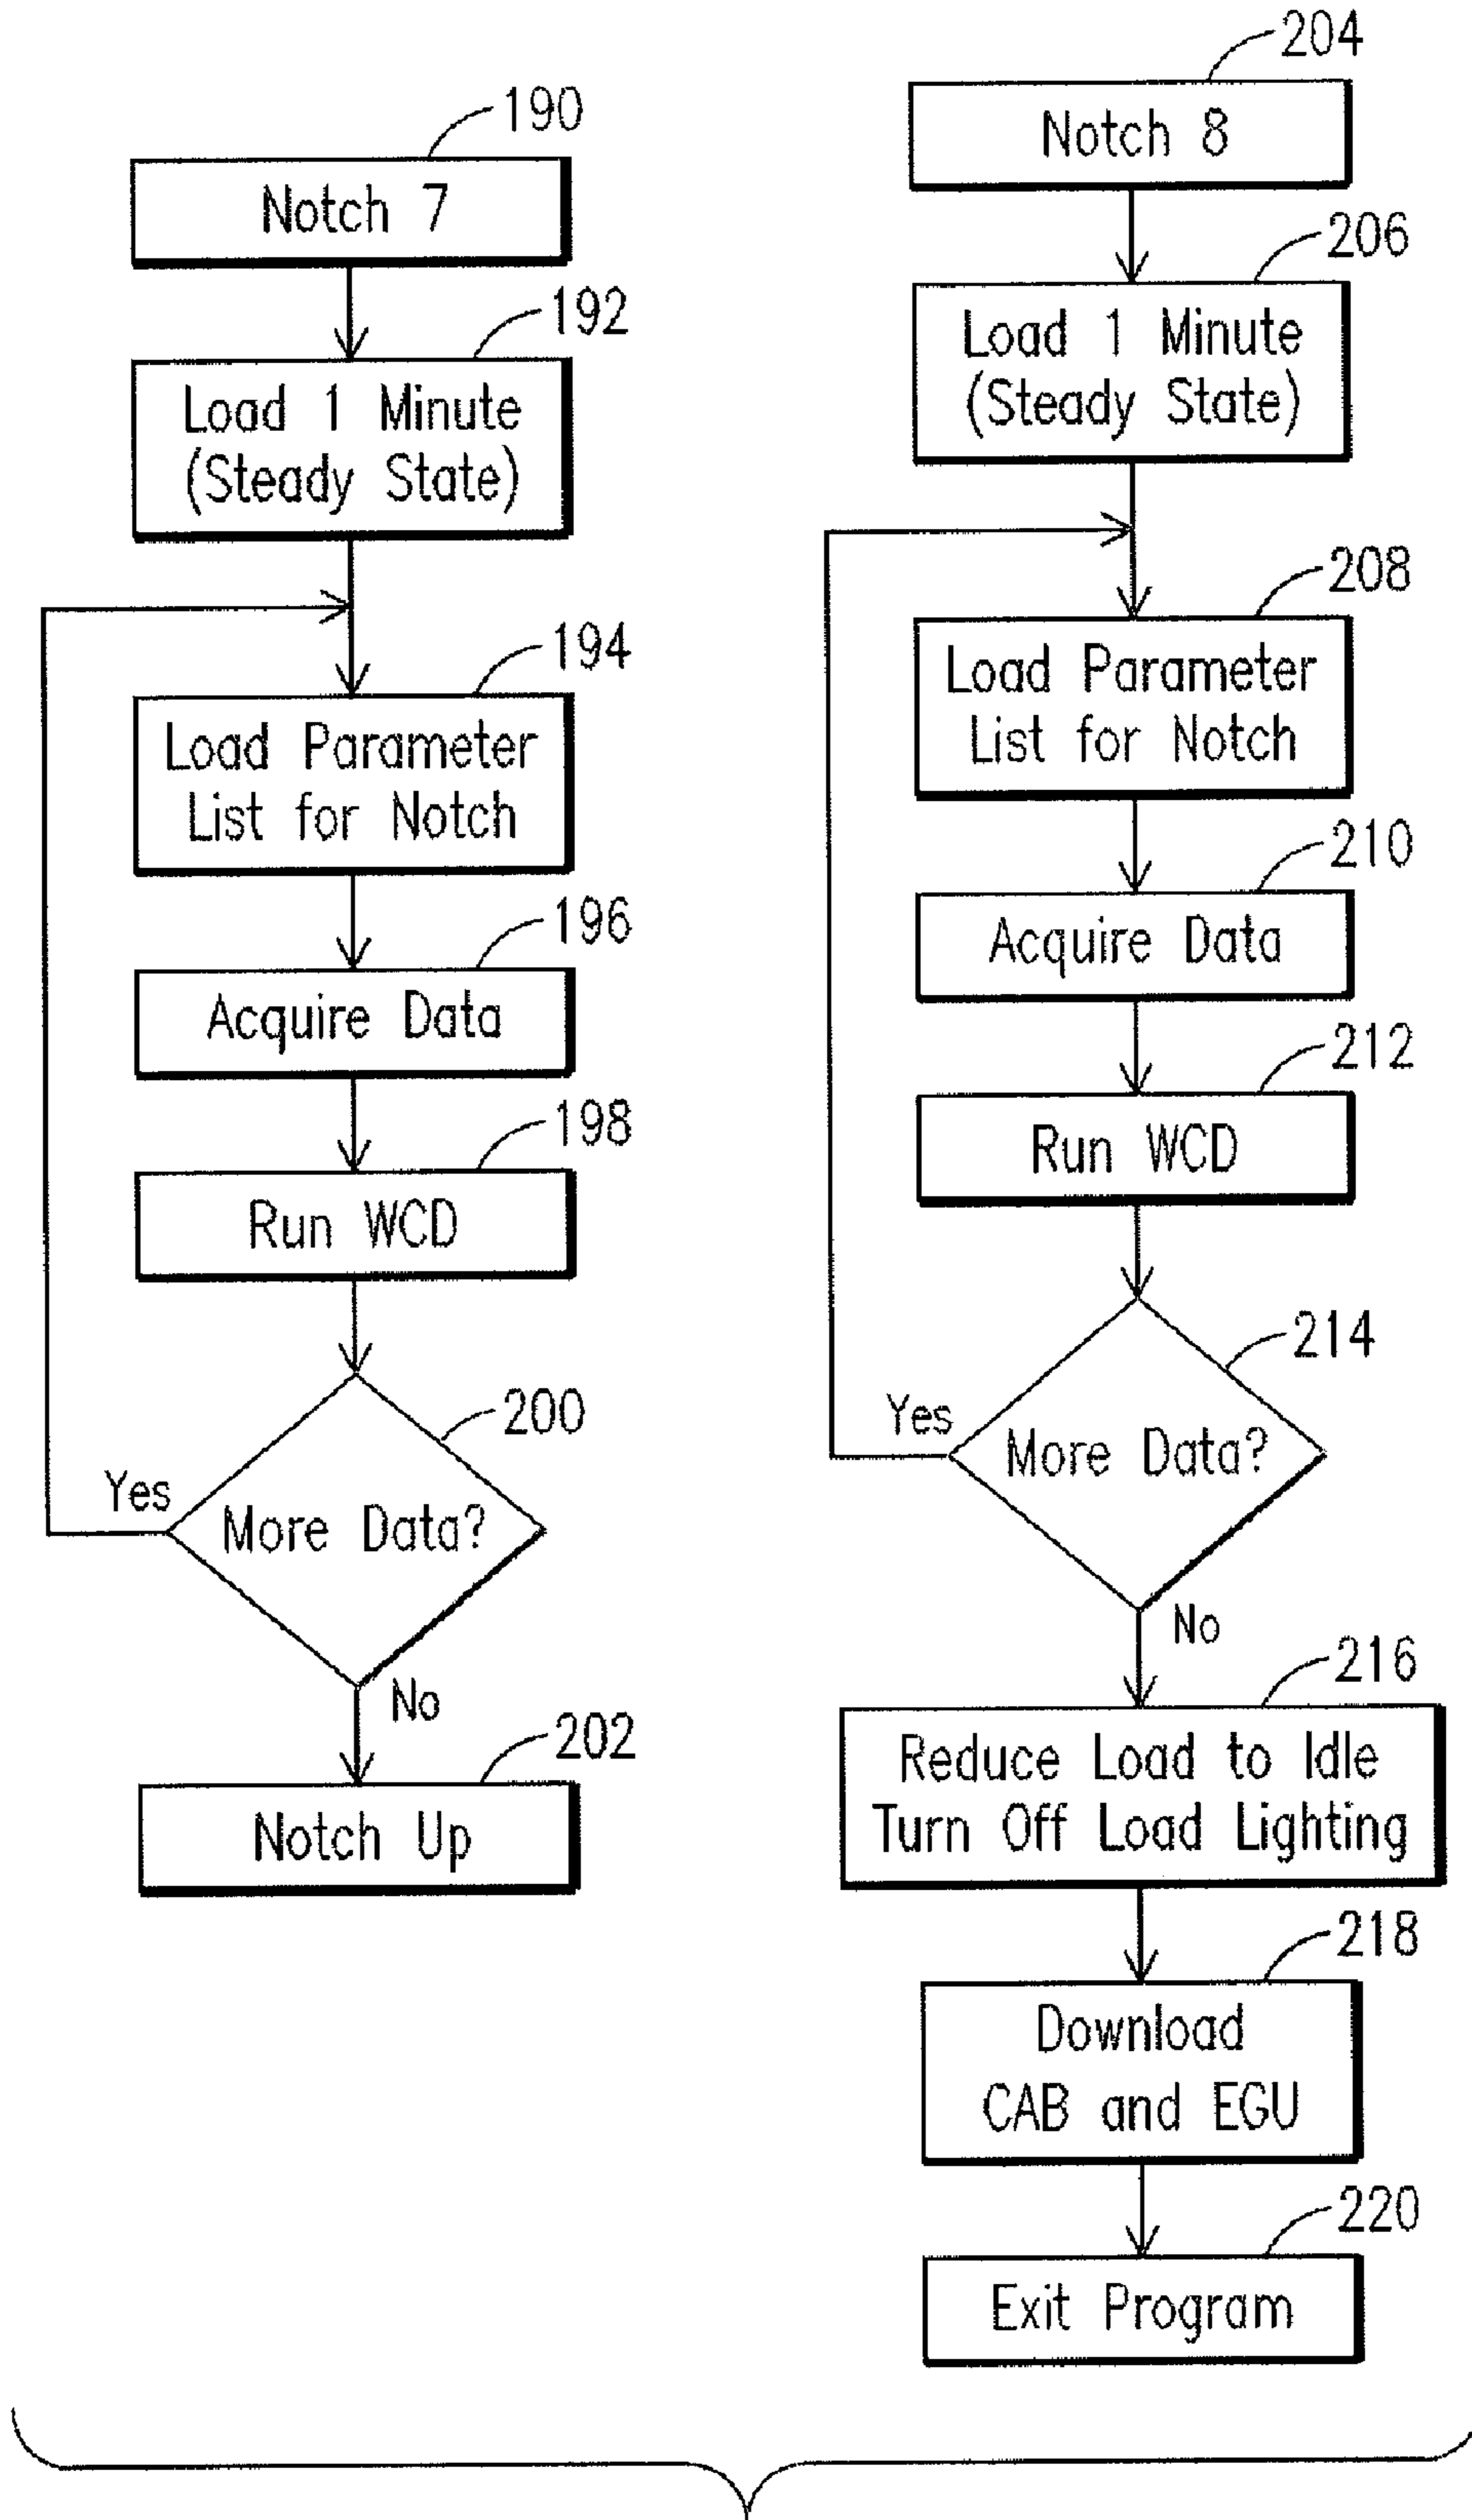 190
Notch 7
192
Load 1 Minute
(Steady State)
194
Load Parameter
List for Notch
196
Acquire Data
198
Run WCD
200
More Data?
Yes
No
202
Notch Up
204
Notch 8
206
Load 1 Minute
(Steady State)
208
Load Parameter
List for Notch
210
Acquire Data
212
Run WCD
214
More Data?
Yes
No
216
Reduce Load to Idle
Turn Off Load Lighting
218
Download
CAB and EGU
220
Exit Program